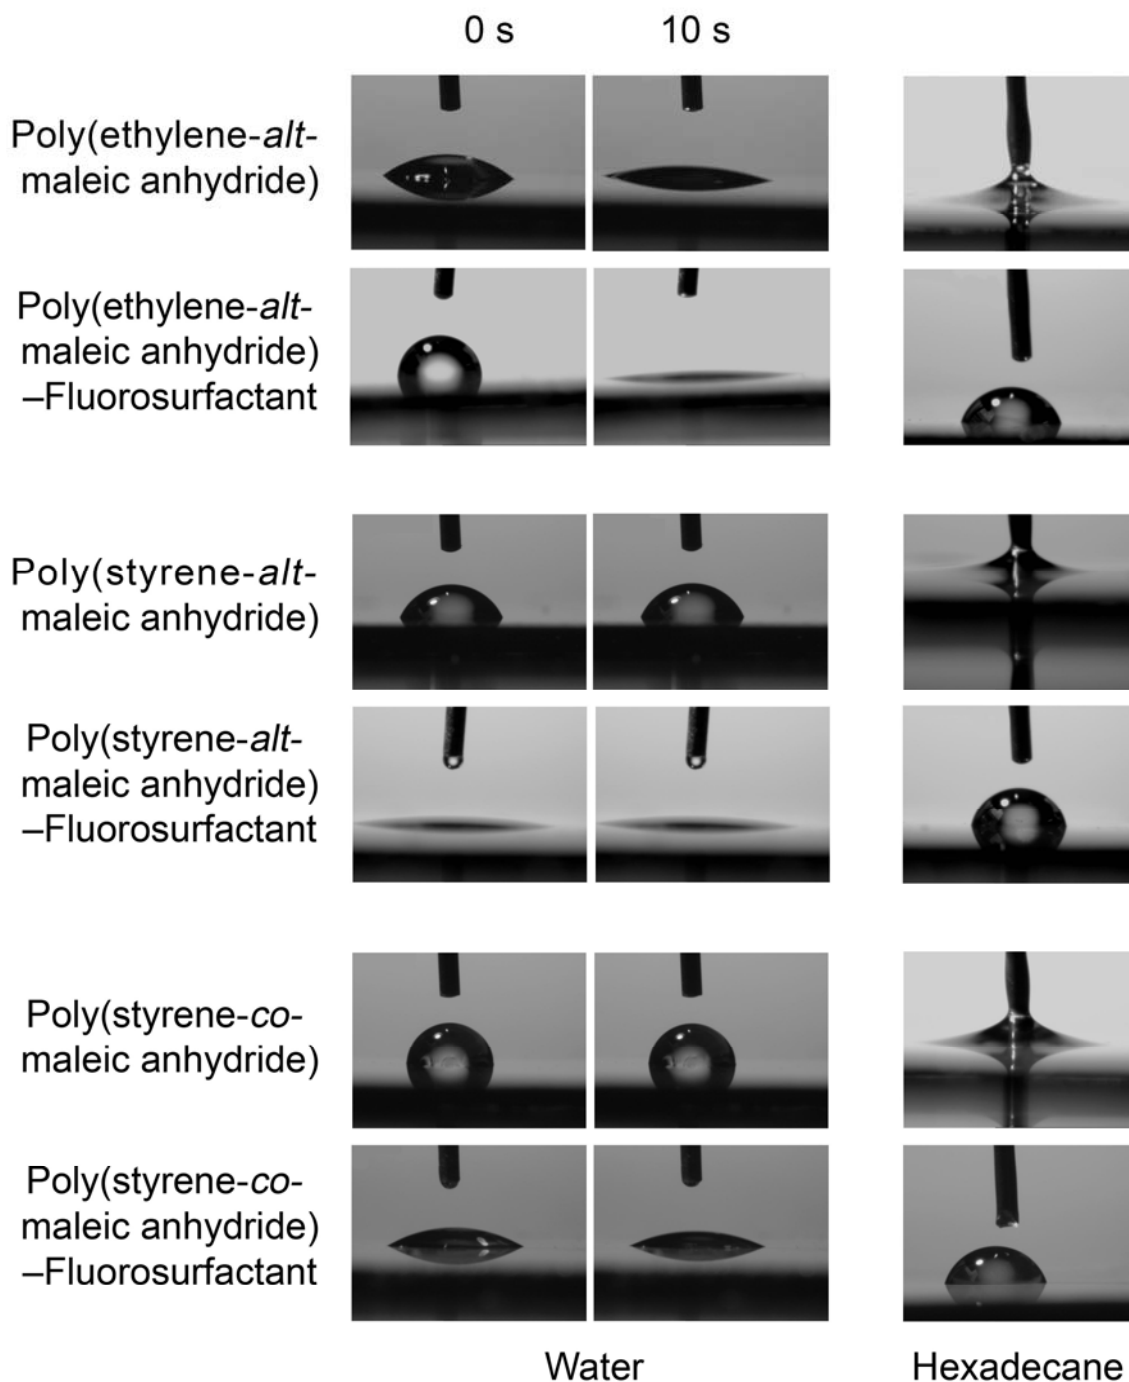 0 s 10 s
Poly(ethylene-alt-
maleic anhydride)
Poly(ethylene-alt-
maleic anhydride)
–Fluorosurfactant
Poly(styrene-alt-
maleic anhydride)
Poly(styrene-alt-
maleic anhydride)
–Fluorosurfactant
Poly(styrene-co-
maleic anhydride)
Poly(styrene-co-
maleic anhydride)
–Fluorosurfactant
Water Hexadecane